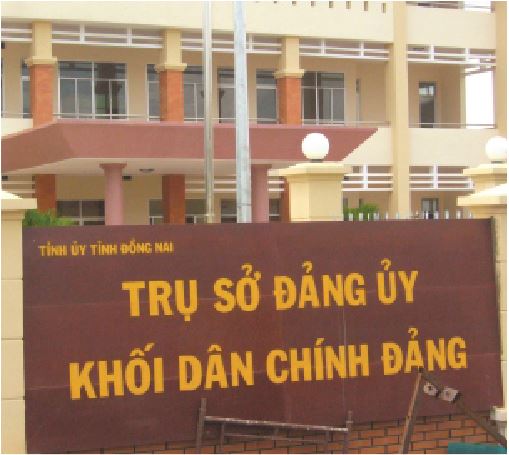 TỈNH ỦY TỈNH ĐỒNG NAI
TRỤ SỞ ĐẢNG ỦY
KHỐI DÂN CHÍNH ĐẢNG